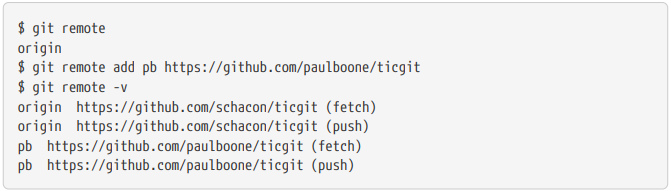 $ git remote
origin
$ git remote add pb https://github.com/paulboone/ticgit
$ git remote -v
origin  https://github.com/schacon/ticgit (fetch)
origin  https://github.com/schacon/ticgit (push)
pb  https://github.com/paulboone/ticgit (fetch)
pb  https://github.com/paulboone/ticgit (push)